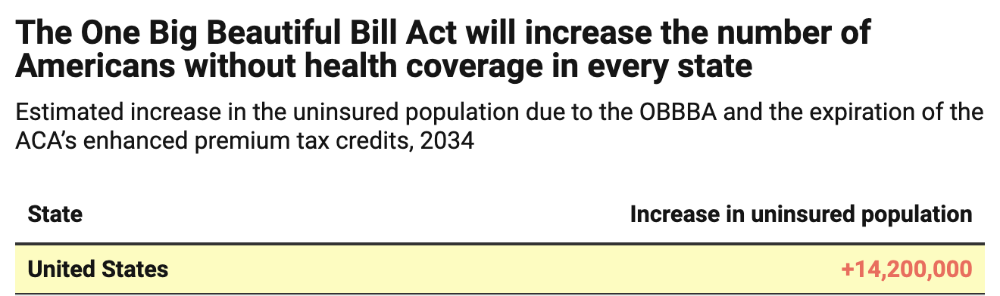 The One Big Beautiful Bill Act will increase the number of
Americans without health coverage in every state
Estimated increase in the uninsured population due to the OBBBA and the expiration of the
ACA’s enhanced premium tax credits, 2034
State Increase in uninsured population
United States +14,200,000